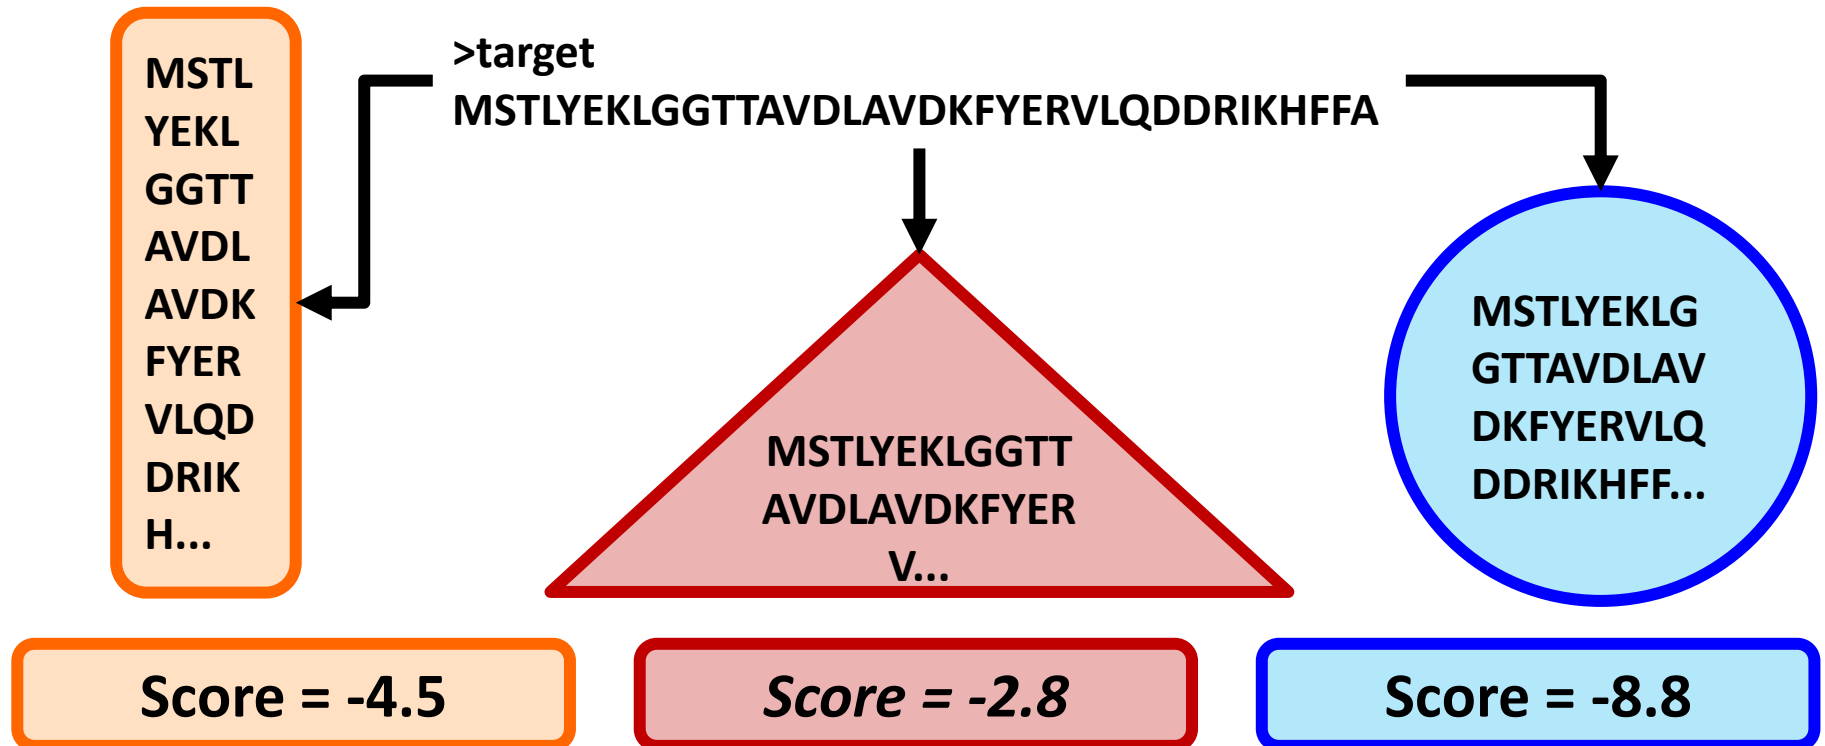 >target
MSTLYEKLGGTTAVDLAVDKFYERVLQDDRIKHFFA
MSTL
YEKL
GGTT
AVDL
AVDK
FYER
VLQD
DRIK
H...
MSTLYEKLGGTT
AVDLAVDKFYER
V...
MSTLYEKLG
GTTAVDLAV
DKFYERVLQ
DDRIKHFF...
Score = -4.5
Score = -2.8
Score = -8.8